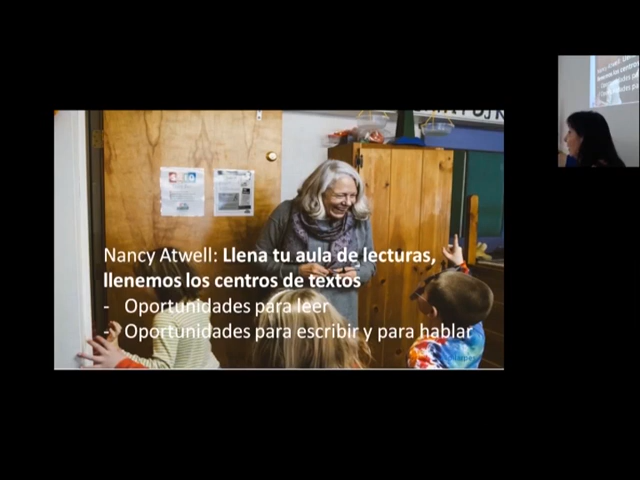 Nancy Atwell: Llena tu aula de lecturas,
llenemos los centros de textos
- Oportunidades para leer
- Oportunidades para escribir y para hablar